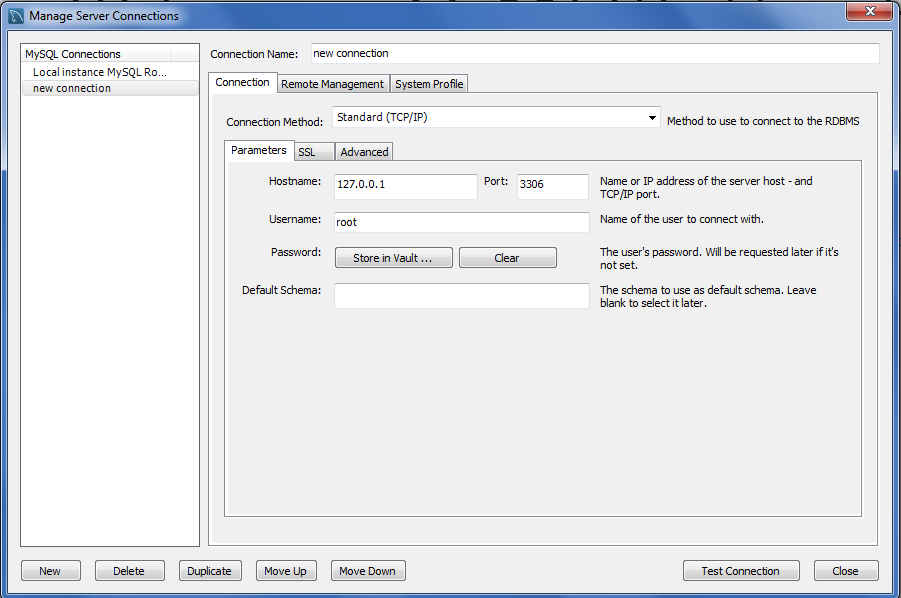 Manage Server Connections
MySQL Connections
Local instance MySQL Ro...
new connection
Connection Name: new connection
Connection Remote Management System Profile
Connection Method: Standard (TCP/IP) Method to use to connect to the RDBMS
Parameters SSL Advanced
Hostname: 127.0.0.1 Port: 3306 Name or IP address of the server host - and
TCP/IP port.
Username: root Name of the user to connect with.
Password: Store in Vault ... Clear The user's password. Will be requested later if it's
not set.
Default Schema: The schema to use as default schema. Leave
blank to select it later.
New Delete Duplicate Move Up Move Down Test Connection Close